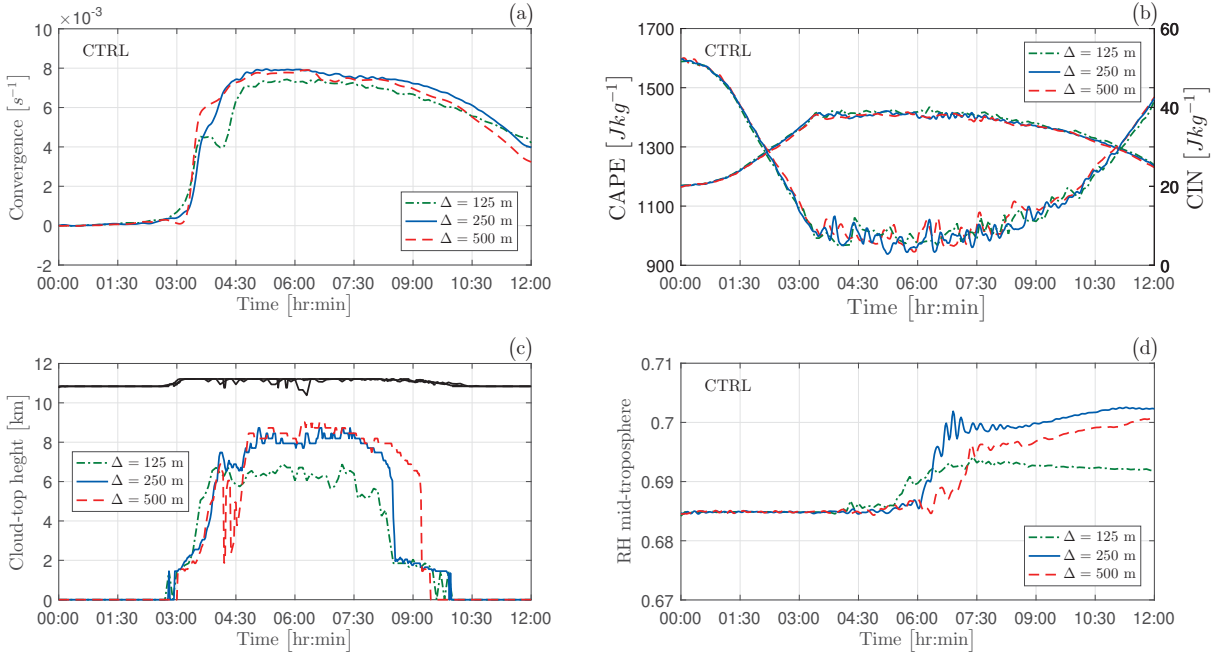 (a)
×10⁻³
CTRL
Convergence [s⁻¹]
10
8
6
4
2
0
-2
Δ = 125 m
Δ = 250 m
Δ = 500 m
00:00 01:30 03:00 04:30 06:00 07:30 09:00 10:30 12:00
Time [hr:min]
(b)
CTRL
CAPE [Jkg⁻¹]
1700
1500
1300
1100
900
Δ = 125 m
Δ = 250 m
Δ = 500 m
60
40
20
0
CIN [Jkg⁻¹]
00:00 01:30 03:00 04:30 06:00 07:30 09:00 10:30 12:00
Time [hr:min]
(c)
Cloud-top heght [km]
12
10
8
6
4
2
0
Δ = 125 m
Δ = 250 m
Δ = 500 m
00:00 01:30 03:00 04:30 06:00 07:30 09:00 10:30 12:00
Time [hr:min]
(d)
CTRL
RH mid-troposphere
0.71
0.7
0.69
0.68
0.67
Δ = 125 m
Δ = 250 m
Δ = 500 m
00:00 01:30 03:00 04:30 06:00 07:30 09:00 10:30 12:00
Time [hr:min]